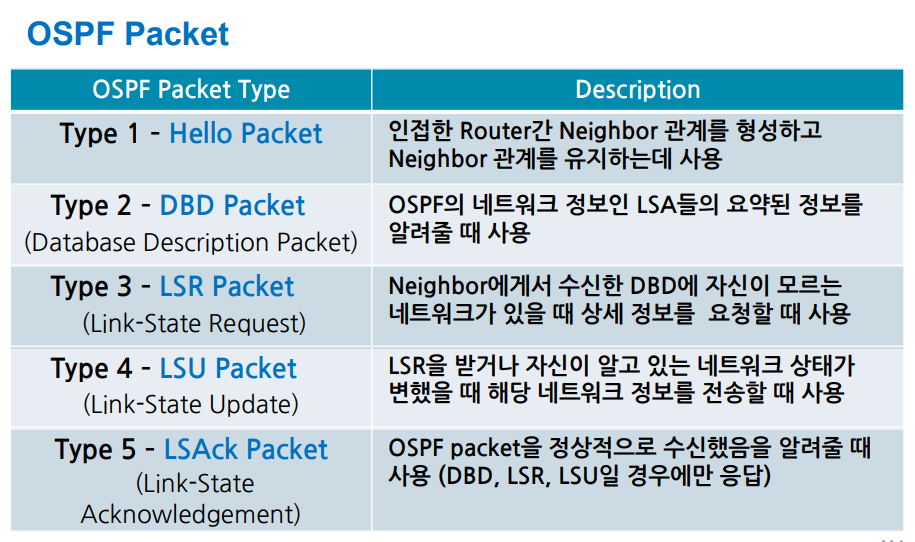 OSPF Packet
OSPF Packet Type
Description
Type 1 - Hello Packet
인접한 Router간 Neighbor 관계를 형성하고
Neighbor 관계를 유지하는데 사용
Type 2 - DBD Packet
(Database Description Packet)
OSPF의 네트워크 정보인 LSA들의 요약된 정보를
알려줄 때 사용
Type 3 - LSR Packet
(Link-State Request)
Neighbor에게서 수신한 DBD에 자신이 모르는
네트워크가 있을 때 상세 정보를 요청할 때 사용
Type 4 - LSU Packet
(Link-State Update)
LSR을 받거나 자신이 알고 있는 네트워크 상태가
변했을 때 해당 네트워크 정보를 전송할 때 사용
Type 5 - LSAck Packet
(Link-State
Acknowledgement)
OSPF packet을 정상적으로 수신했음을 알려줄 때
사용 (DBD, LSR, LSU일 경우에만 응답)